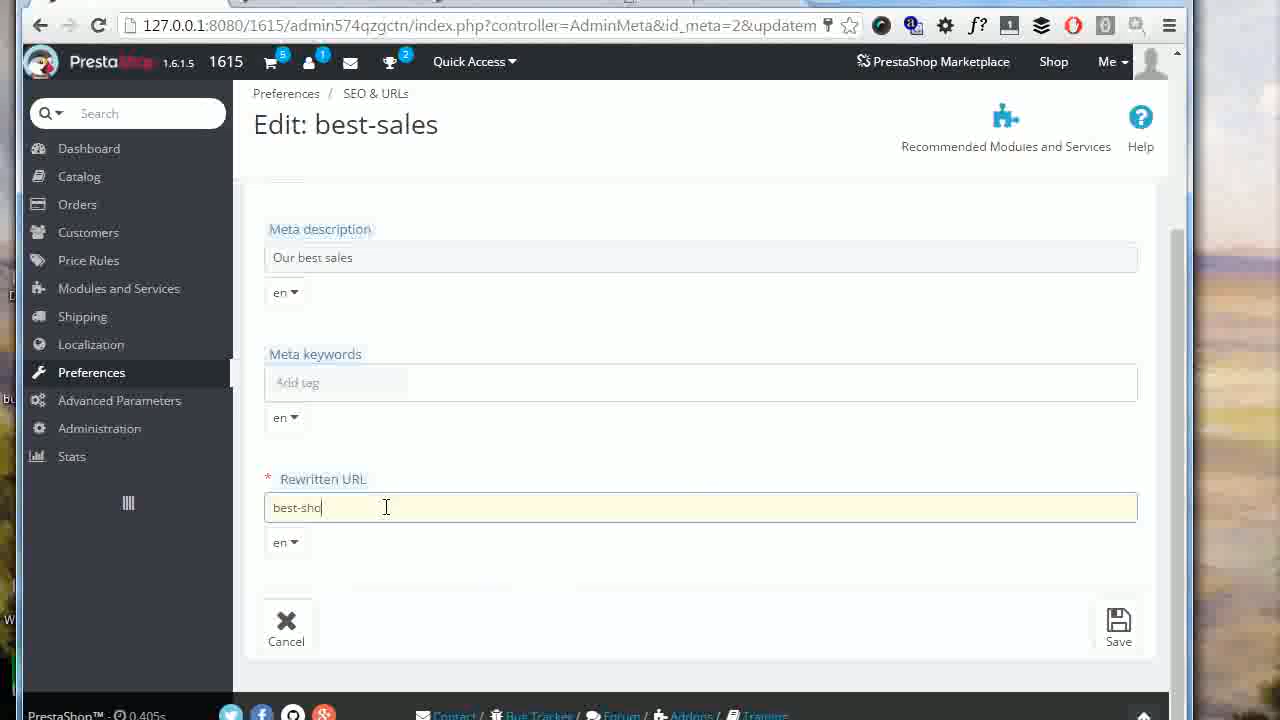 127.0.0.1:8080/1615/admin574qzgctn/index.php?controller=AdminMeta&id_meta=2&updatem
PrestaShop 1.6.1.5 1615 5 1 2 Quick Access PrestaShop Marketplace Shop Me
Search
Dashboard
Catalog
Orders
Customers
Price Rules
Modules and Services
Shipping
Localization
Preferences
Advanced Parameters
Administration
Stats
Preferences / SEO & URLs
Edit: best-sales
Recommended Modules and Services
Help
Meta description
Our best sales
en
Meta keywords
Add tag
en
* Rewritten URL
best-sho
en
Cancel
Save
PrestaShop™ - 0.405s
Contact / Bug Tracker / Forum / Addons / Training